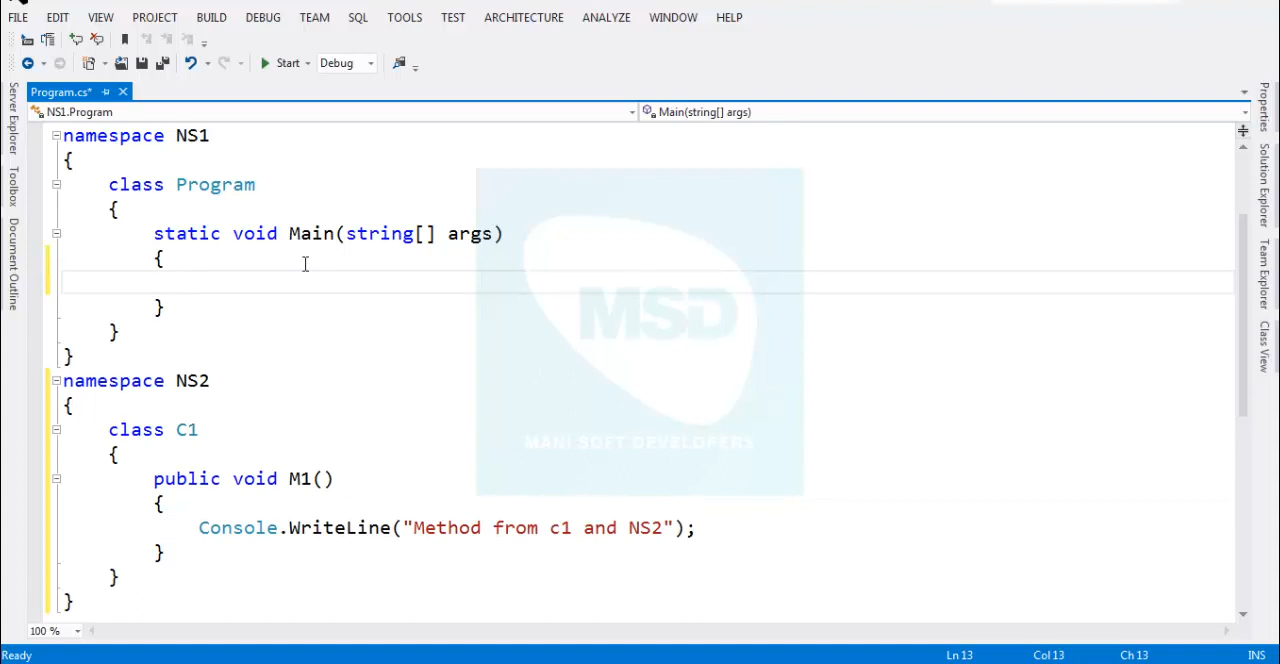 FILE EDIT VIEW PROJECT BUILD DEBUG TEAM SQL TOOLS TEST ARCHITECTURE ANALYZE WINDOW HELP
Start Debug
Program.cs*
NS1.Program Main(string[] args)
namespace NS1
{
class Program
{
static void Main(string[] args)
{
}
}
}
namespace NS2
{
class C1
{
public void M1()
{
Console.WriteLine("Method from c1 and NS2");
}
}
}
MSD
MANI SOFT DEVELOPERS
Server Explorer
Toolbox
Document Outline
Properties
Solution Explorer
Team Explorer
Class View
100 %
Ready Ln 13 Col 13 Ch 13 INS